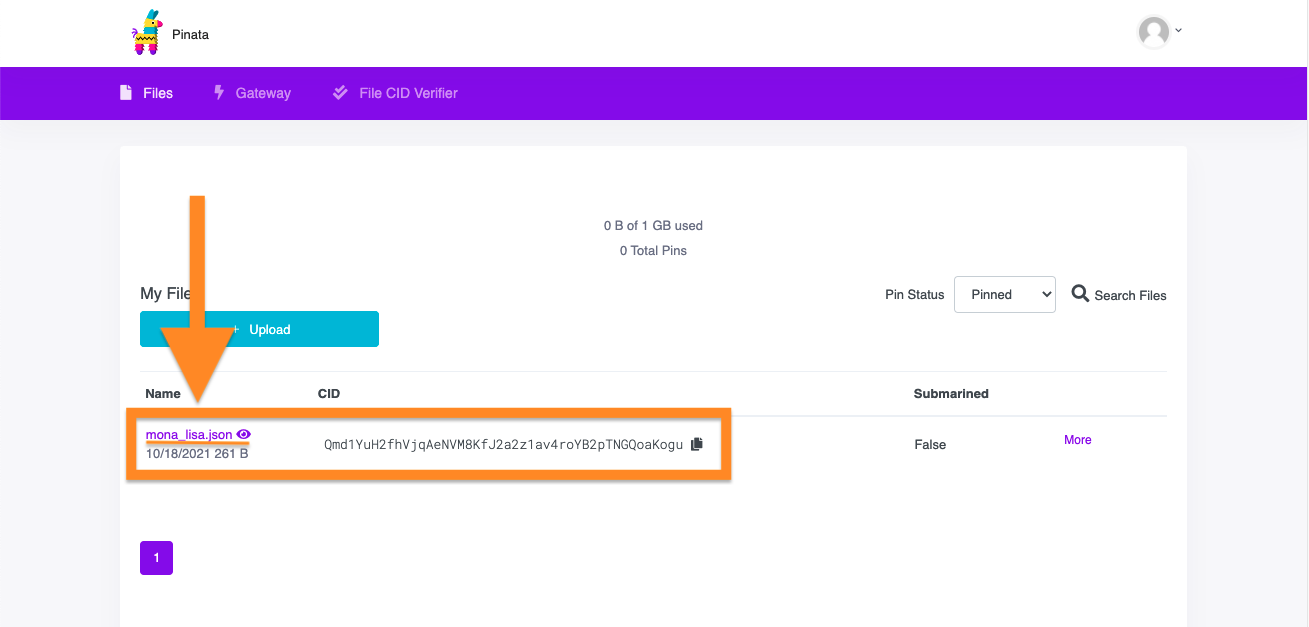 Pinata
Files Gateway File CID Verifier
0 B of 1 GB used
0 Total Pins
My File
Pin Status Pinned Search Files
+ Upload
Name CID Submarined
mona_lisa.json
10/18/2021 261 B
Qmd1YuH2fhVjqAeNVM8KfJ2a2z1av4roYB2pTNGQoaKogu
False
More
1